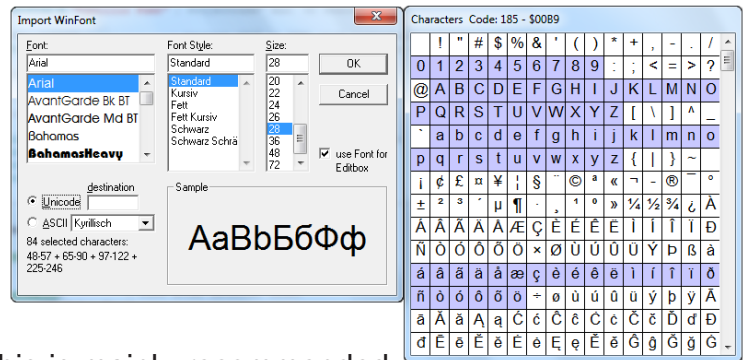 Import WinFont
Font: Font Style: Size:
Arial Standard 28 OK
Arial Standard 20
AvantGarde Bk BT Kursiv 22 Cancel
AvantGarde Md BT Fett 24
Bahamas Fett Kursiv 26
BahamasHeavy Schwarz 28
Schwarz Schrä 36
48
72
use Font for
Editbox
destination
Unicode
ASCII Kyrillisch
84 selected characters:
48-57 + 65-90 + 97-122 +
225-246
Sample
АаВbБбФф
Characters Code: 185 - $00B9
! " # $ % & ' ( ) * + , - . /
0 1 2 3 4 5 6 7 8 9 : ; < = > ?
@ A B C D E F G H I J K L M N O
P Q R S T U V W X Y Z [ \ ] ^ _
` a b c d e f g h i j k l m n o
p q r s t u v w x y z { | } ~
¡ ¢ £ ¤ ¥ ¦ § ¨ © ª « ¬ - ® ¯ °
± ² ³ ´ µ ¶ · ¸ ¹ º » ¼ ½ ¾ ¿ À
Á Â Ã Ä Å Æ Ç È É Ê Ë Ì Í Î Ï Ð
Ñ Ò Ó Ô Õ Ö × Ø Ù Ú Û Ü Ý Þ ß à
á â ã ä å æ ç è é ê ë ì í î ï ð
ñ ò ó ô õ ö ÷ ø ù ú û ü ý þ ÿ Ā
ā Ă ă Ą ą Ć ć Ĉ ĉ Ċ ċ Č č Ď ď Đ
đ Ē ē Ĕ ĕ Ė ė Ę ę Ě ě Ĝ ĝ Ğ ğ Ġ